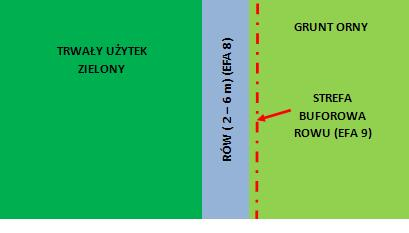 TRWAŁY UŻYTEK
ZIELONY
RÓW ( 2 – 6 m) (EFA 8)
GRUNT ORNY
STREFA
BUFOROWA
ROWU (EFA 9)